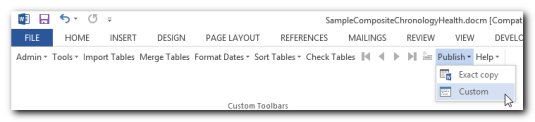 SampleCompositeChronologyHealth.docm [Compat
FILE HOME INSERT DESIGN PAGE LAYOUT REFERENCES MAILINGS REVIEW VIEW DEVELO
Admin Tools Import Tables Merge Tables Format Dates Sort Tables Check Tables Publish Help
Exact copy
Custom
Custom Toolbars